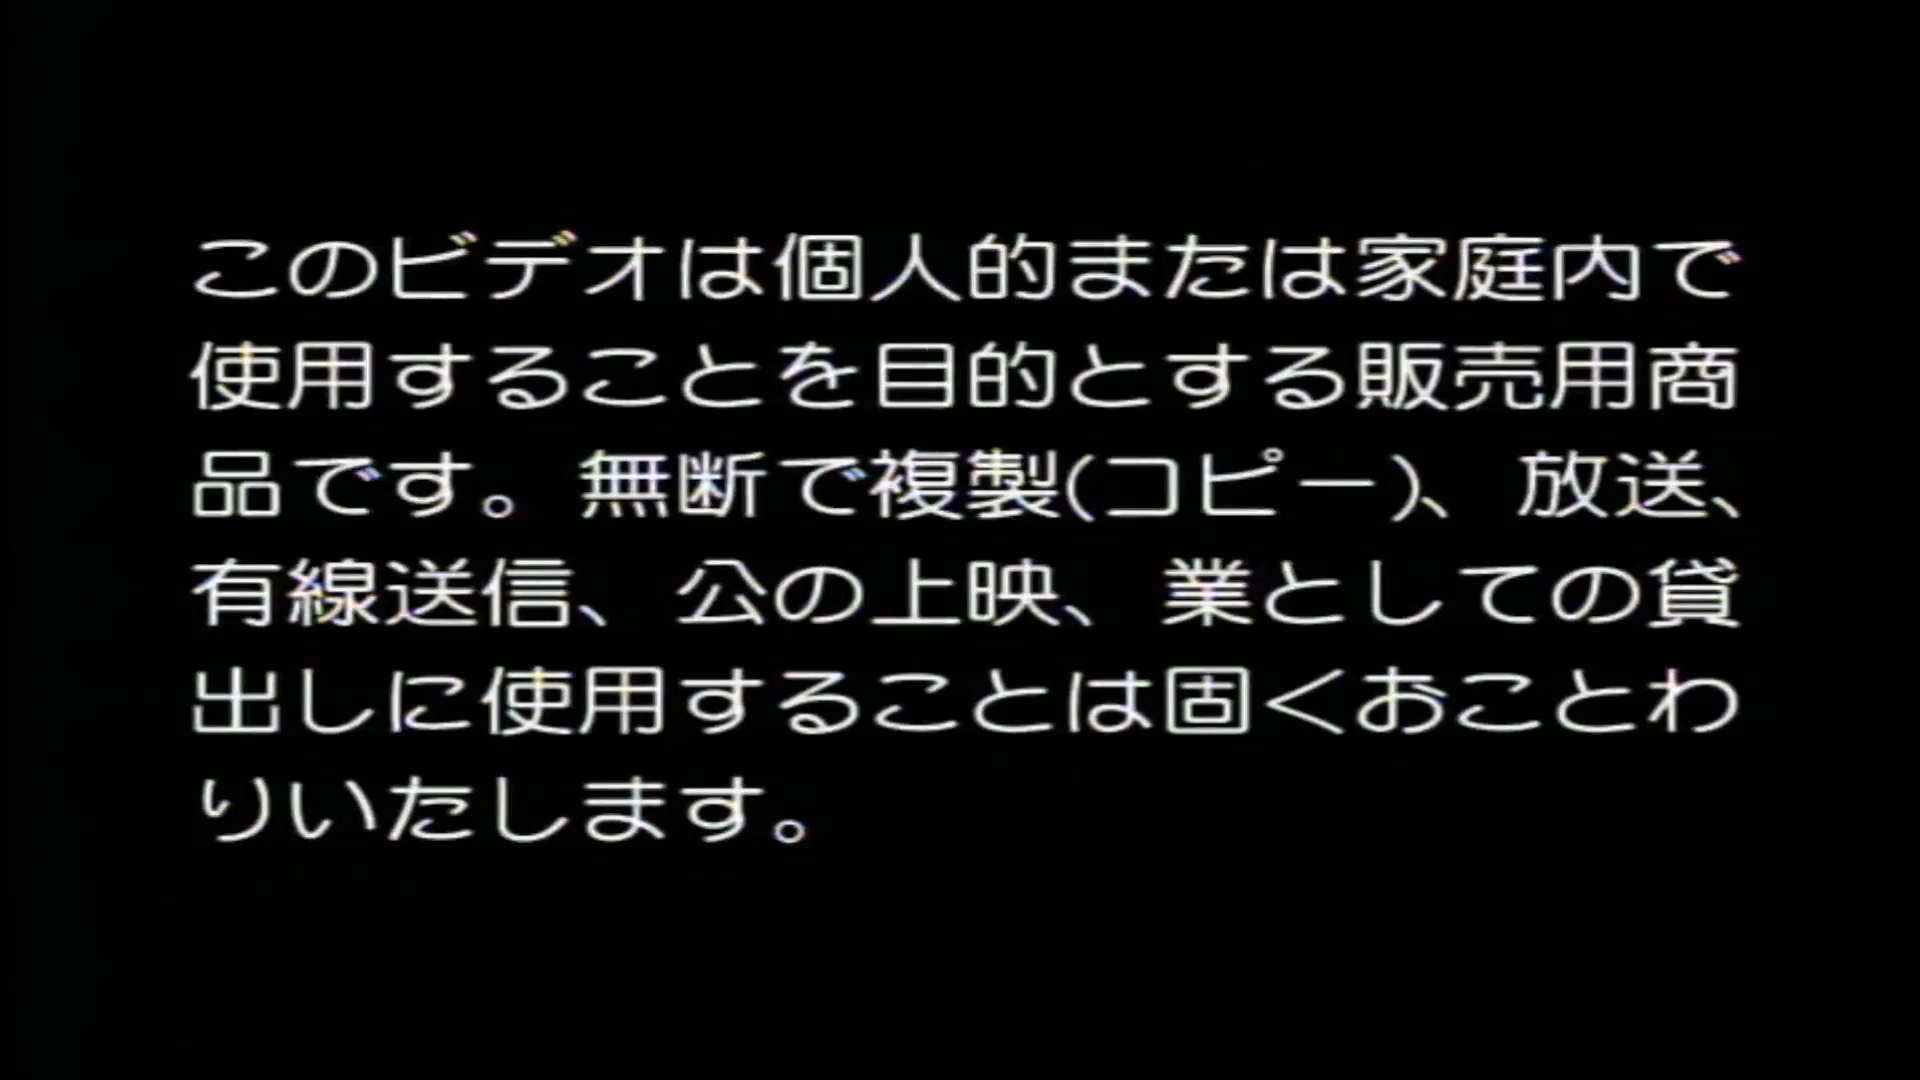 このビデオは個人的または家庭内で
使用することを目的とする販売用商
品です。無断で複製(コピー)、放送、
有線送信、公の上映、業としての貸
出しに使用することは固くおことわ
りいたします。